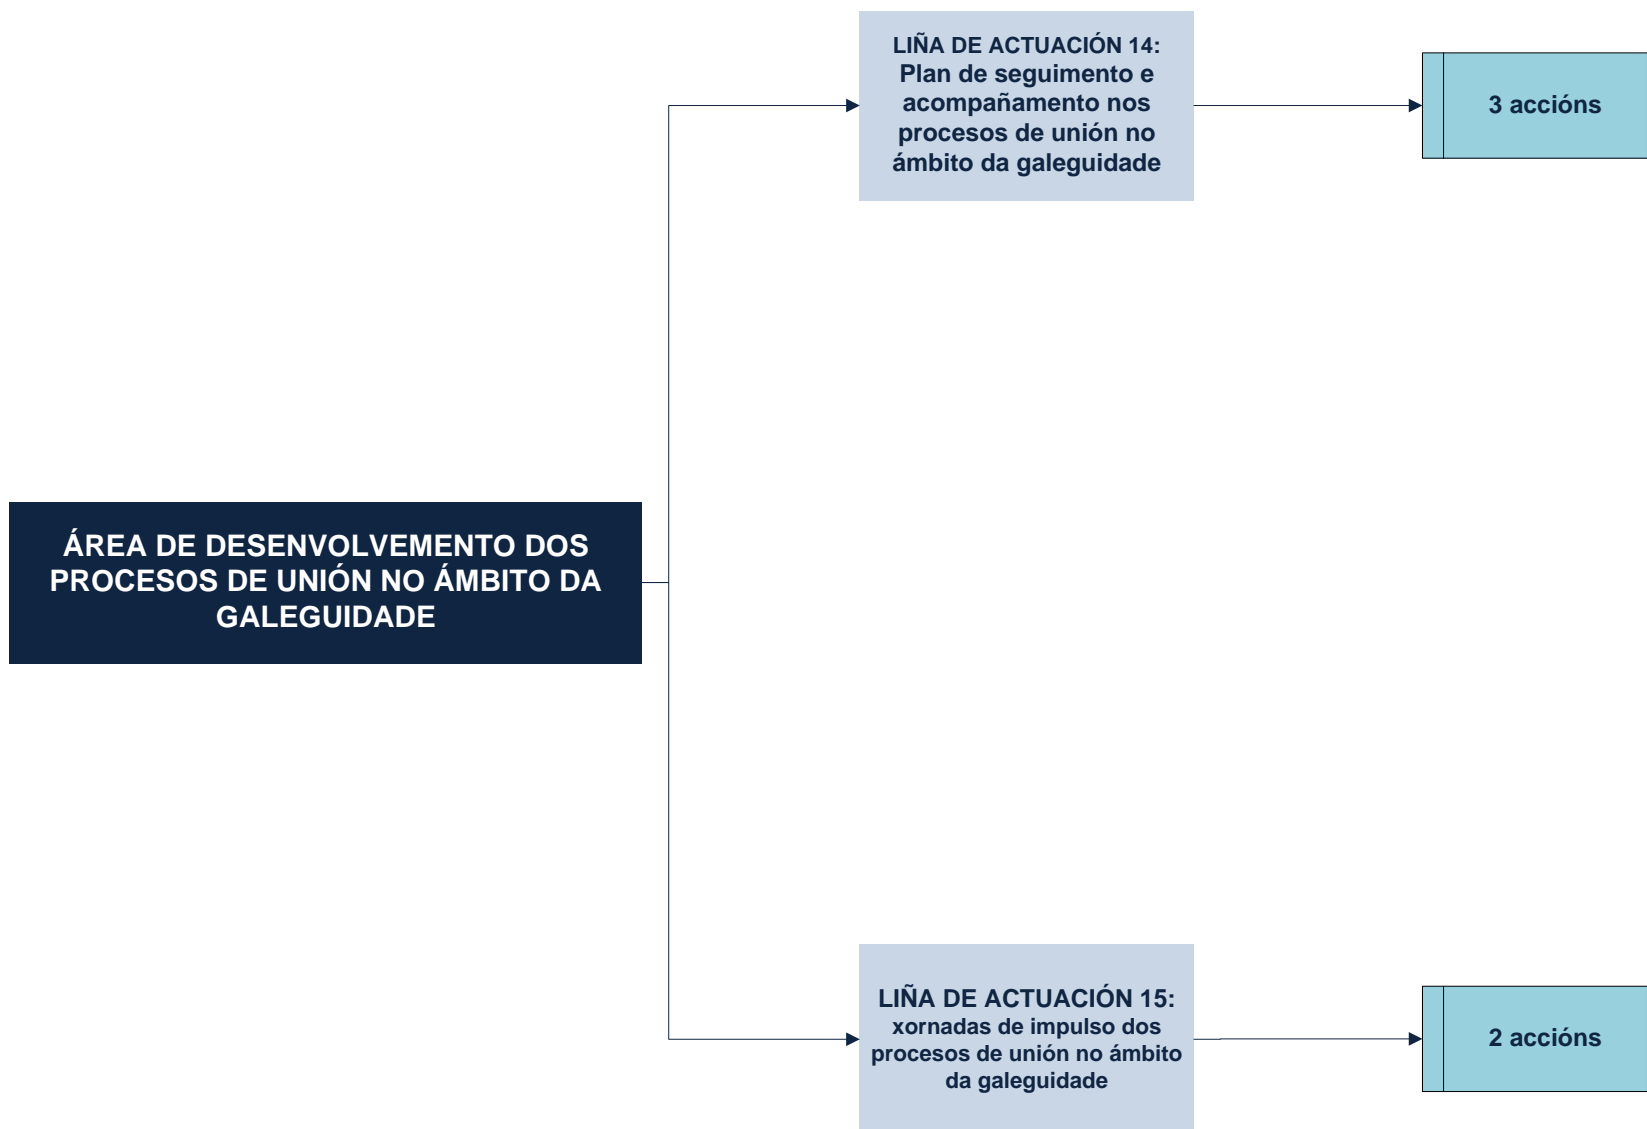 LIÑA DE ACTUACIÓN 14:
Plan de seguimento e
acompañamento nos
procesos de unión no
ámbito da galeguidade
3 accións
ÁREA DE DESENVOLVEMENTO DOS
PROCESOS DE UNIÓN NO ÁMBITO DA
GALEGUIDADE
LIÑA DE ACTUACIÓN 15:
xornadas de impulso dos
procesos de unión no ámbito
da galeguidade
2 accións